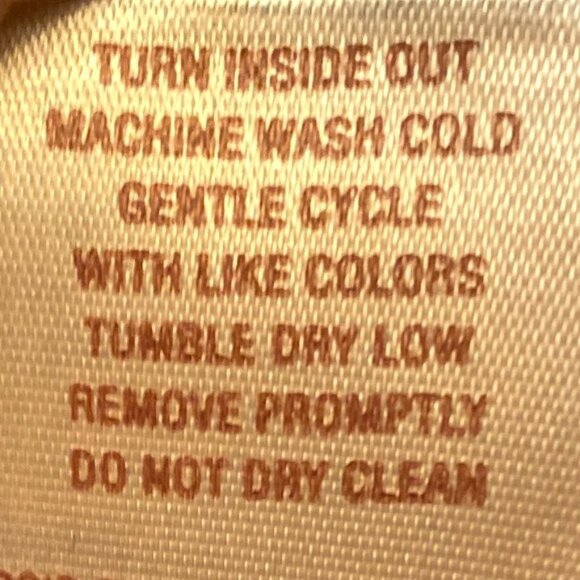 TURN INSIDE OUT
MACHINE WASH COLD
GENTLE CYCLE
WITH LIKE COLORS
TUMBLE DRY LOW
REMOVE PROMPTLY
DO NOT DRY CLEAN